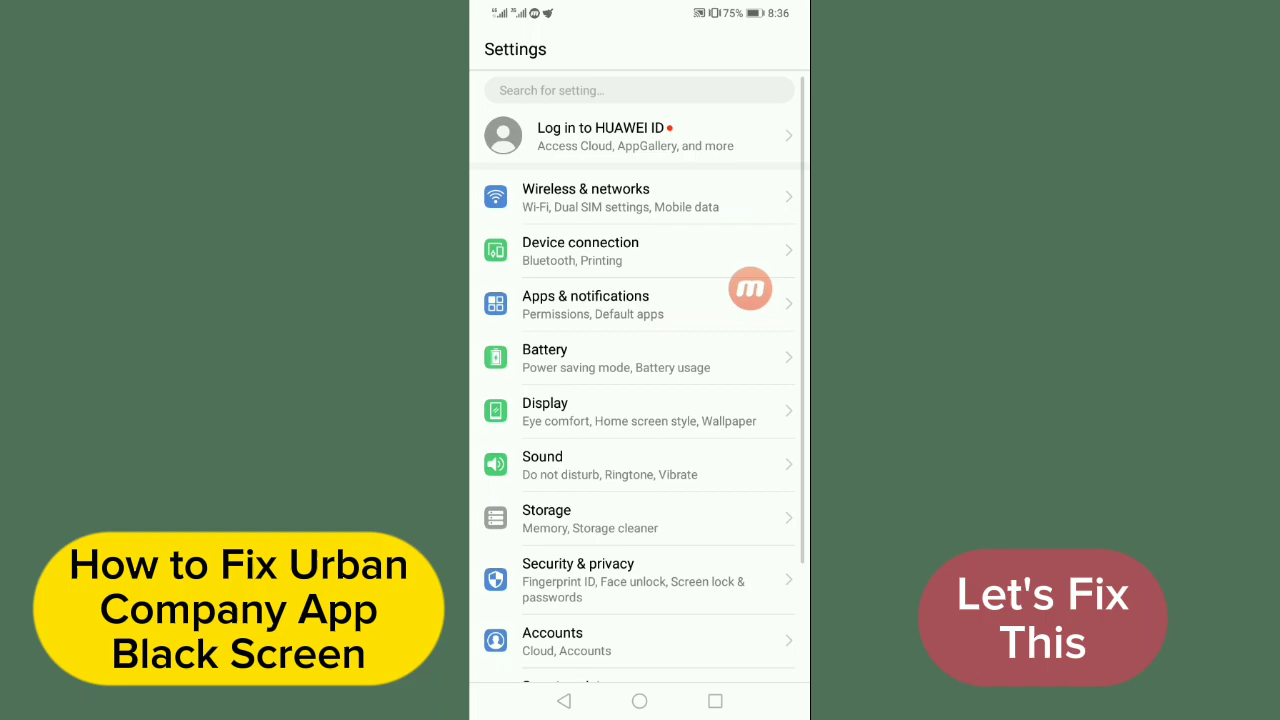 75% 8:36
Settings
Search for setting...
Log in to HUAWEI ID
Access Cloud, AppGallery, and more
Wireless & networks
Wi-Fi, Dual SIM settings, Mobile data
Device connection
Bluetooth, Printing
Apps & notifications
Permissions, Default apps
Battery
Power saving mode, Battery usage
Display
Eye comfort, Home screen style, Wallpaper
Sound
Do not disturb, Ringtone, Vibrate
Storage
Memory, Storage cleaner
Security & privacy
Fingerprint ID, Face unlock, Screen lock &
passwords
Accounts
Cloud, Accounts
How to Fix Urban
Company App
Black Screen
Let's Fix
This